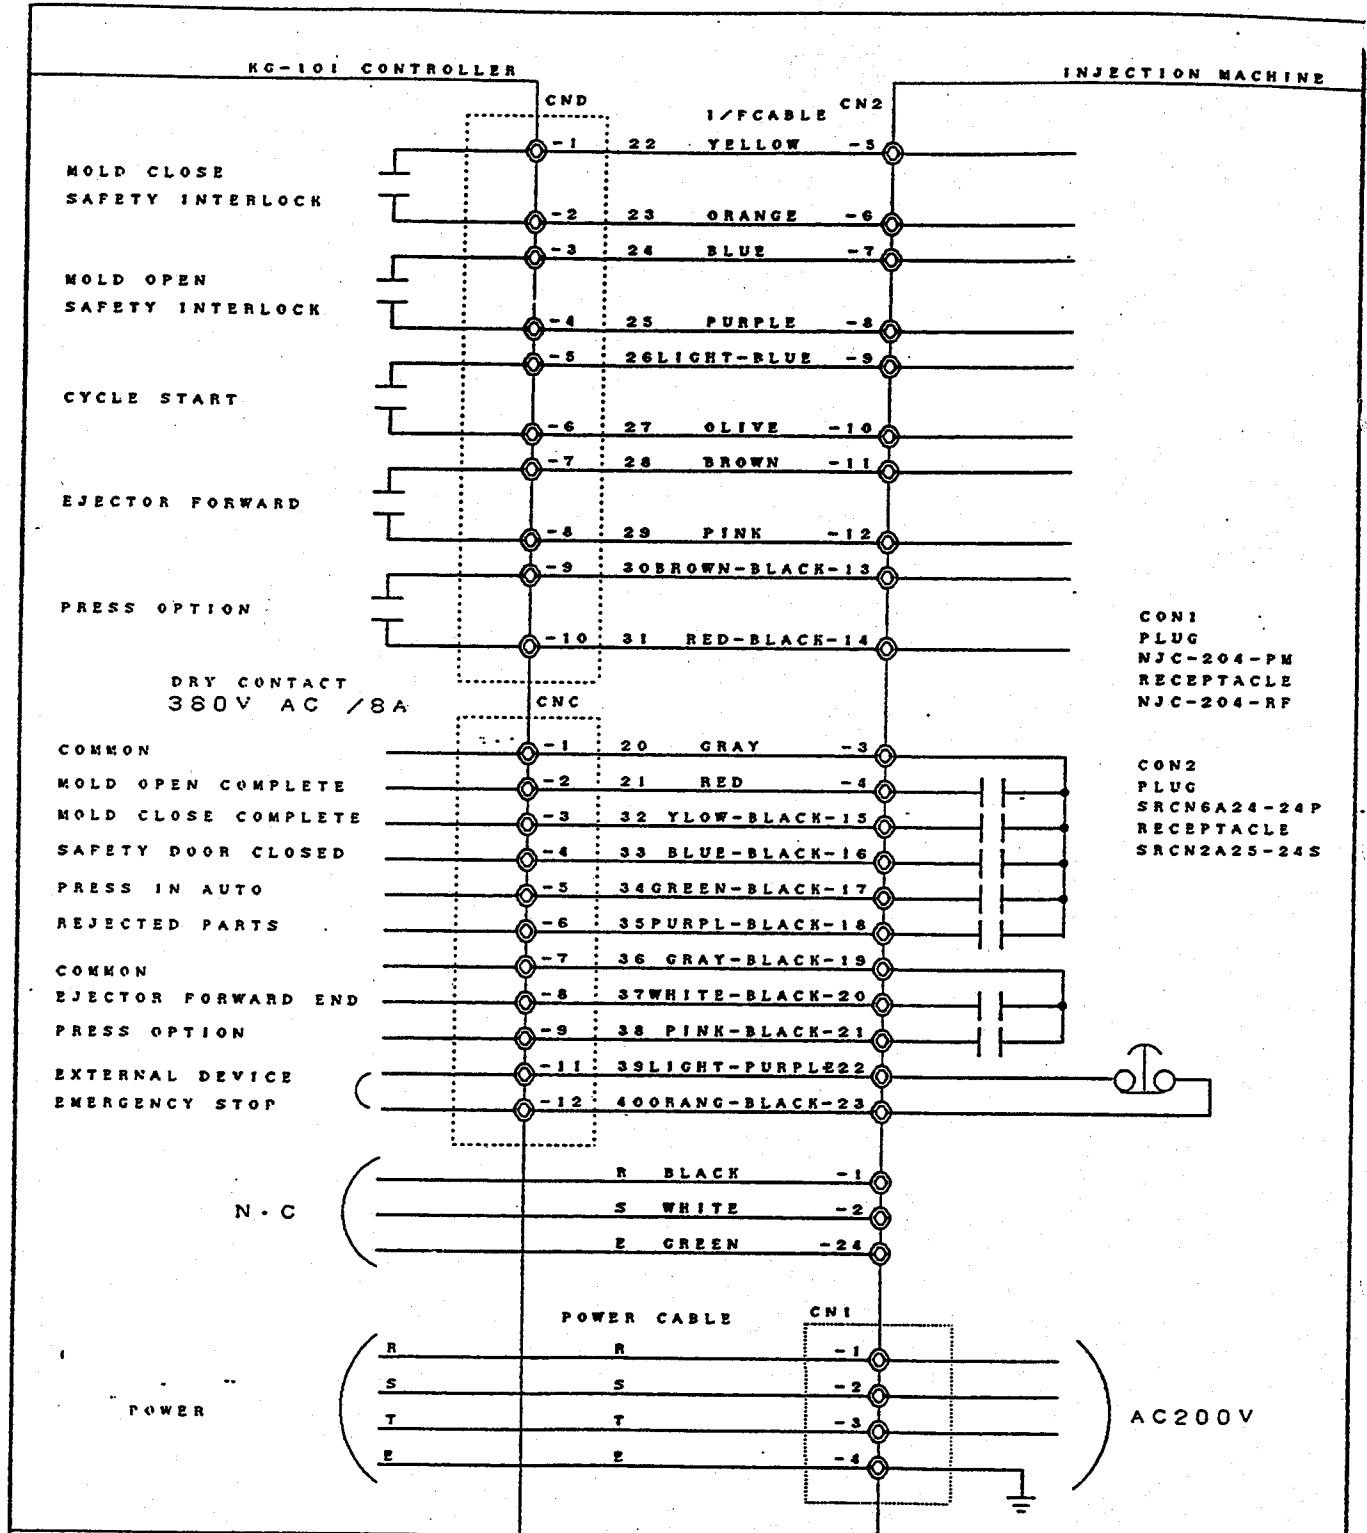 KG-101 CONTROLLER
INJECTION MACHINE
CND
I/FCABLE
CN2
-1 22 YELLOW -5
MOLD CLOSE
SAFETY INTERLOCK
-2 23 ORANGE -6
-3 24 BLUE -7
MOLD OPEN
SAFETY INTERLOCK
-4 25 PURPLE -8
-5 26LIGHT-BLUE -9
CYCLE START
-6 27 OLIVE -10
-7 28 BROWN -11
EJECTOR FORWARD
-8 29 PINK -12
-9 30BROWN-BLACK-13
PRESS OPTION
-10 31 RED-BLACK-14
CON1
PLUG
NJC-204-PM
RECEPTACLE
NJC-204-RF
DRY CONTACT
380V AC /8A
CNC
COMMON -1 20 GRAY -3
MOLD OPEN COMPLETE -2 21 RED -4
MOLD CLOSE COMPLETE -3 32 YLOW-BLACK-15
SAFETY DOOR CLOSED -4 33 BLUE-BLACK-16
PRESS IN AUTO -5 34GREEN-BLACK-17
REJECTED PARTS -6 35PURPL-BLACK-18
COMMON -7 36 GRAY-BLACK-19
EJECTOR FORWARD END -8 37WHITE-BLACK-20
PRESS OPTION -9 38 PINK-BLACK-21
EXTERNAL DEVICE -11 39LIGHT-PURPLE22
EMERGENCY STOP -12 40ORANG-BLACK-23
CON2
PLUG
SRCN6A24-24P
RECEPTACLE
SRCN2A25-24S
R BLACK -1
N.C S WHITE -2
E GREEN -24
POWER CABLE
CN1
R R -1
S S -2
POWER
AC200V
T T -3
E E -4